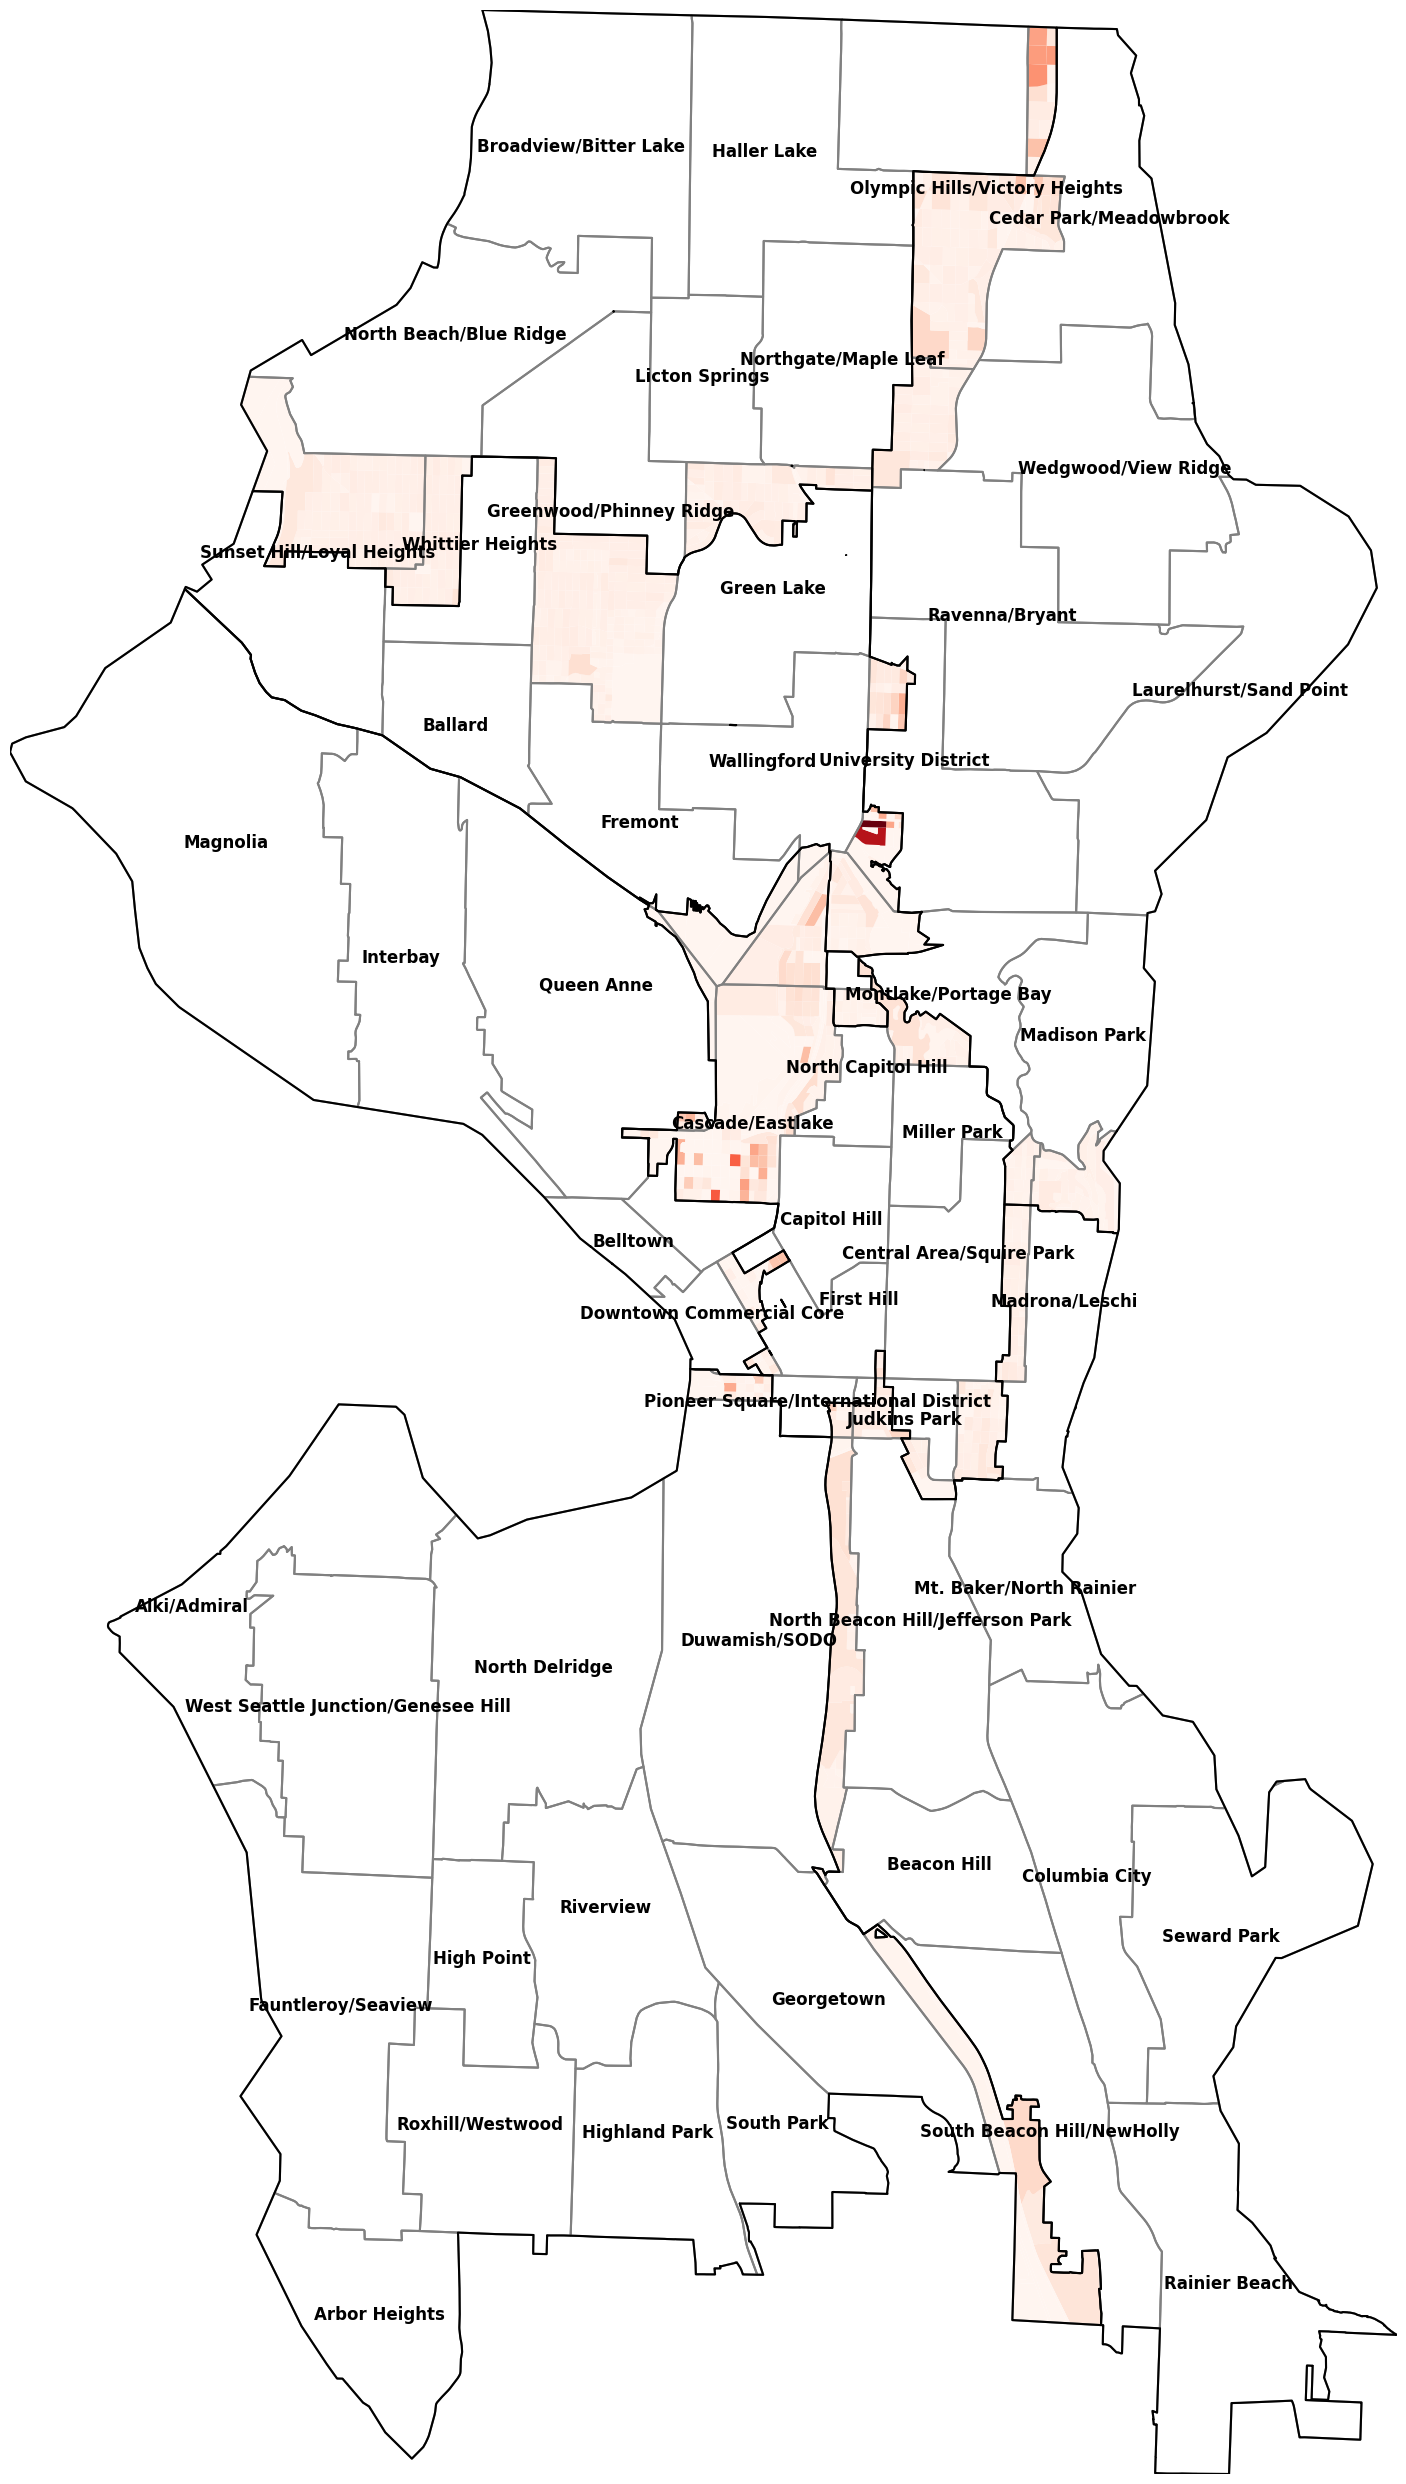 Broadview/Bitter Lake
Haller Lake
Olympic Hills/Victory Heights
Cedar Park/Meadowbrook
North Beach/Blue Ridge
Northgate/Maple Leaf
Licton Springs
Wedgwood/View Ridge
Greenwood/Phinney Ridge
Whittier Heights
Sunset Hill/Loyal Heights
Green Lake
Ravenna/Bryant
Laurelhurst/Sand Point
Ballard
Wallingford
University District
Fremont
Magnolia
Interbay
Queen Anne
Montlake/Portage Bay
Madison Park
North Capitol Hill
Cascade/Eastlake
Miller Park
Capitol Hill
Belltown
Central Area/Squire Park
First Hill
Madrona/Leschi
Downtown Commercial Core
Pioneer Square/International District
Judkins Park
Mt. Baker/North Rainier
Alki/Admiral
North Beacon Hill/Jefferson Park
Duwamish/SODO
North Delridge
West Seattle Junction/Genesee Hill
Beacon Hill
Columbia City
Riverview
Seward Park
High Point
Georgetown
Fauntleroy/Seaview
South Park
Roxhill/Westwood
Highland Park
South Beacon Hill/NewHolly
Rainier Beach
Arbor Heights